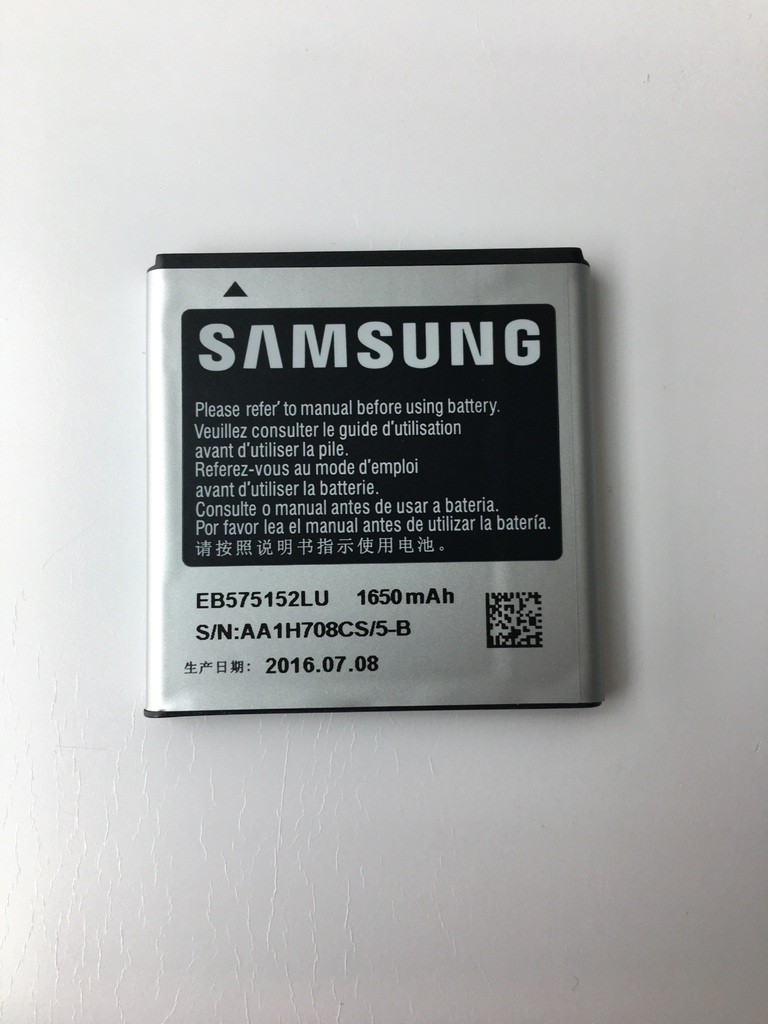 SAMSUNG
Please refer to manual before using battery.
Veuillez consulter le guide d'utilisation
avant d'utiliser la pile.
Referez-vous au mode d'emploi
avant d'utiliser la batterie.
Consulte o manual antes de usar a bateria.
Por favor lea el manual antes de utilizar la batería.
请按照说明书指示使用电池。
EB575152LU 1650mAh
S/N:AA1H708CS/5-B
生产日期: 2016.07.08